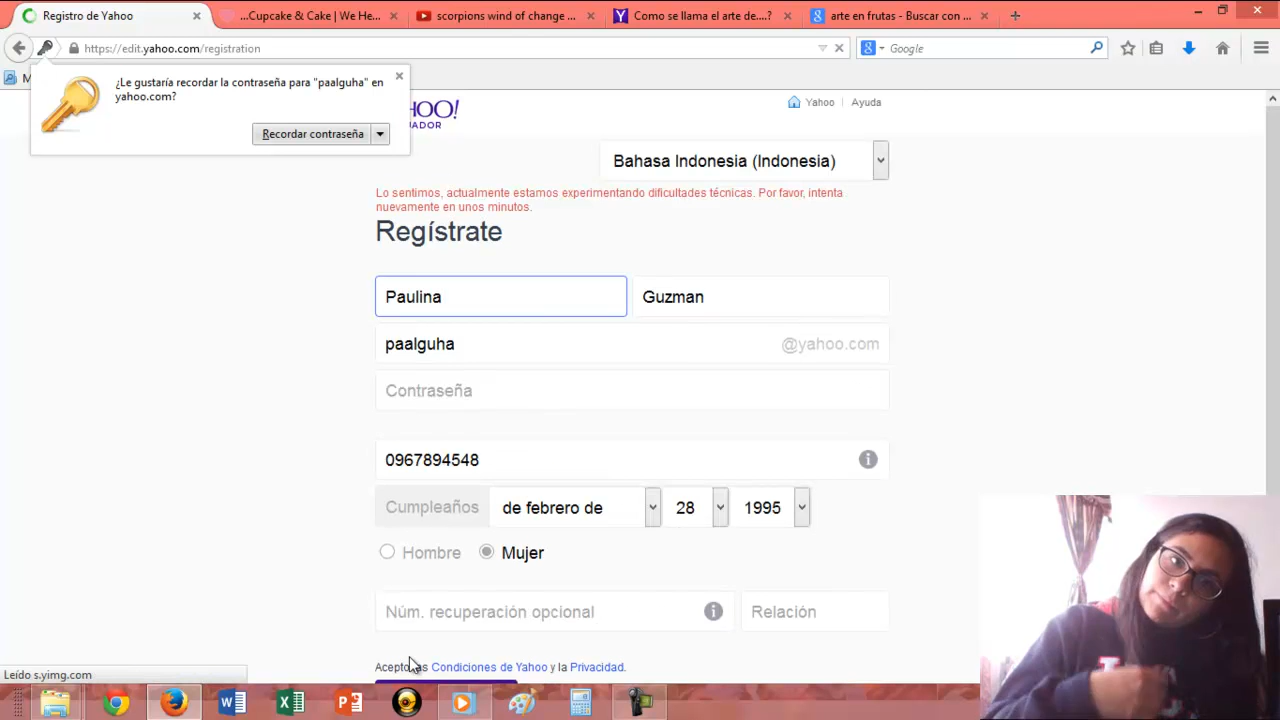 Registro de Yahoo
...Cupcake & Cake | We He...
scorpions wind of change ...
Como se llama el arte de....?
arte en frutas - Buscar con ...
https://edit.yahoo.com/registration
Google
¿Le gustaría recordar la contraseña para "paalguha" en
yahoo.com?
Recordar contraseña
Yahoo
Ayuda
Bahasa Indonesia (Indonesia)
Lo sentimos, actualmente estamos experimentando dificultades técnicas. Por favor, intenta
nuevamente en unos minutos.
Regístrate
Paulina
Guzman
paalguha
@yahoo.com
Contraseña
0967894548
Cumpleaños
de febrero de
28
1995
Hombre
Mujer
Núm. recuperación opcional
Relación
Condiciones de Yahoo y la Privacidad.
Leído s.yimg.com